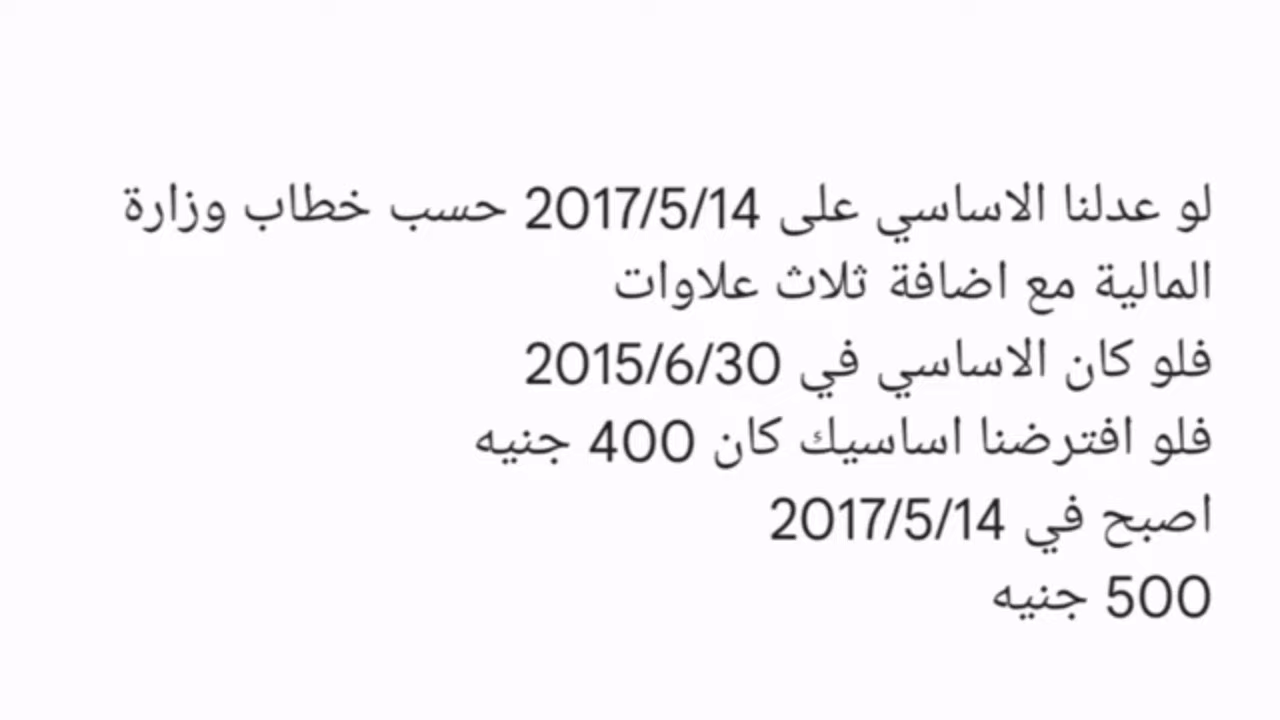 لو عدلنا الاساسي على 2017/5/14 حسب خطاب وزارة
المالية مع اضافة ثلاث علاوات
فلو كان الاساسي في 2015/6/30
فلو افترضنا اساسيك كان 400 جنيه
اصبح في 2017/5/14
500 جنيه